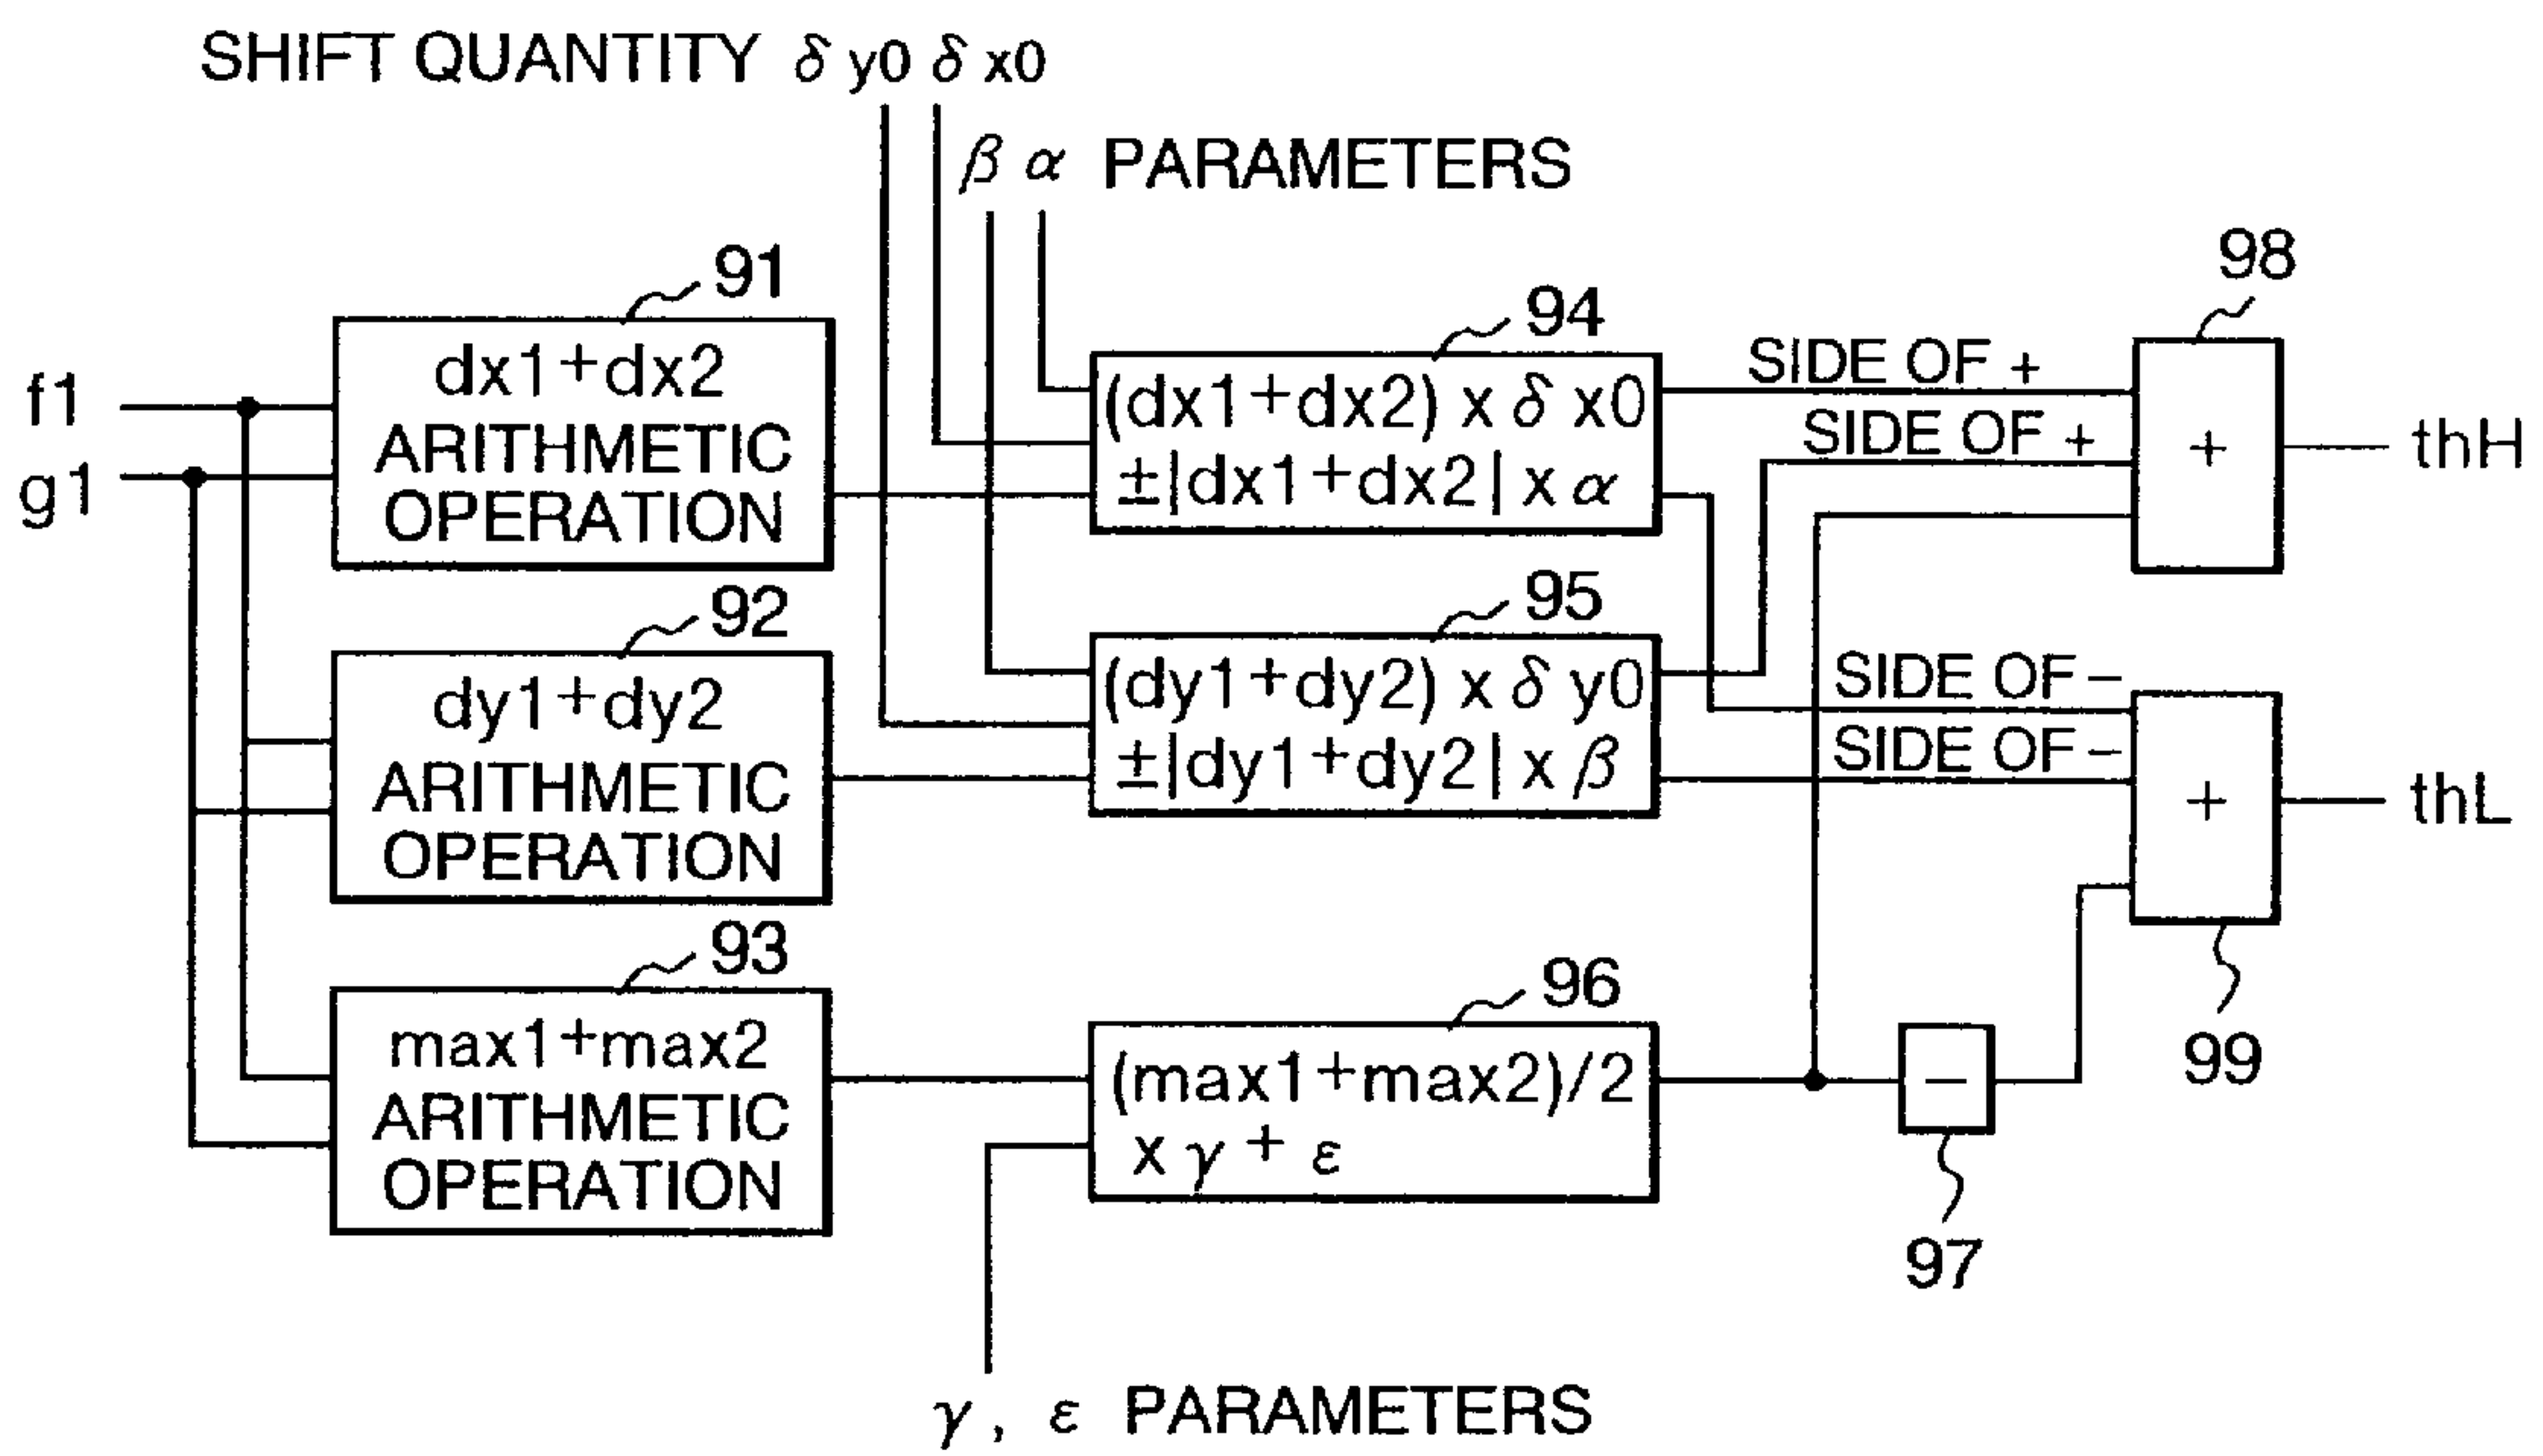 SHIFT QUANTITY δ y0 δ x0
β α PARAMETERS
f1
g1
91
dx1+dx2
ARITHMETIC
OPERATION
92
dy1+dy2
ARITHMETIC
OPERATION
93
max1+max2
ARITHMETIC
OPERATION
94
(dx1+dx2) x δ x0
±|dx1+dx2| x α
95
(dy1+dy2) x δ y0
±|dy1+dy2| x β
96
(max1+max2)/2
x γ + ε
γ , ε PARAMETERS
SIDE OF +
SIDE OF +
SIDE OF −
SIDE OF −
−
97
98
+
thH
+
thL
99